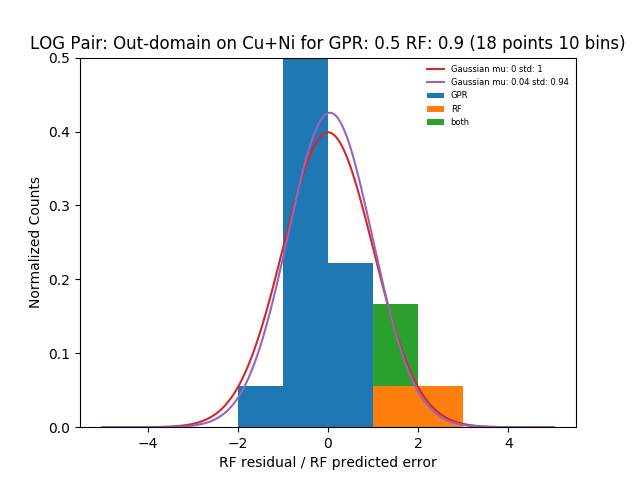 LOG Pair: Out-domain on Cu+Ni for GPR: 0.5 RF: 0.9 (18 points 10 bins)
Gaussian mu: 0 std: 1
Gaussian mu: 0.04 std: 0.94
GPR
RF
both
Normalized Counts
0.5
0.4
0.3
0.2
0.1
0.0
−4
−2
0
2
4
RF residual / RF predicted error